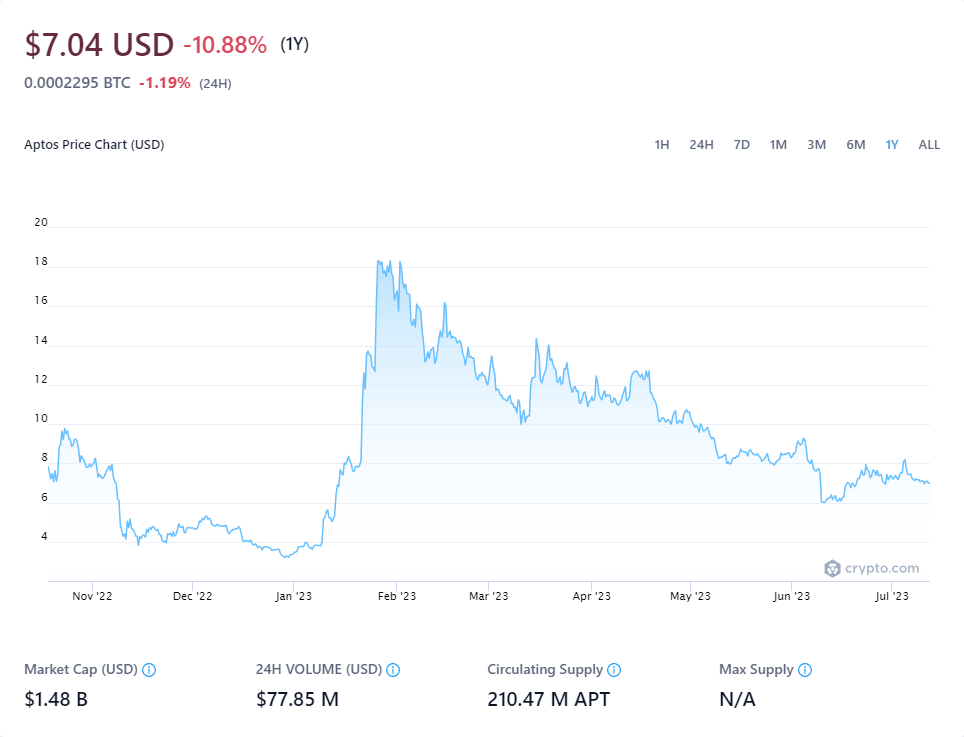 $7.04 USD -10.88% (1Y)
0.0002295 BTC -1.19% (24H)
Aptos Price Chart (USD) 1H 24H 7D 1M 3M 6M 1Y ALL
20
18
16
14
12
10
8
6
4
crypto.com
Nov '22 Dec '22 Jan '23 Feb '23 Mar '23 Apr '23 May '23 Jun '23 Jul '23
Market Cap (USD) 24H VOLUME (USD) Circulating Supply Max Supply
$1.48 B $77.85 M 210.47 M APT N/A